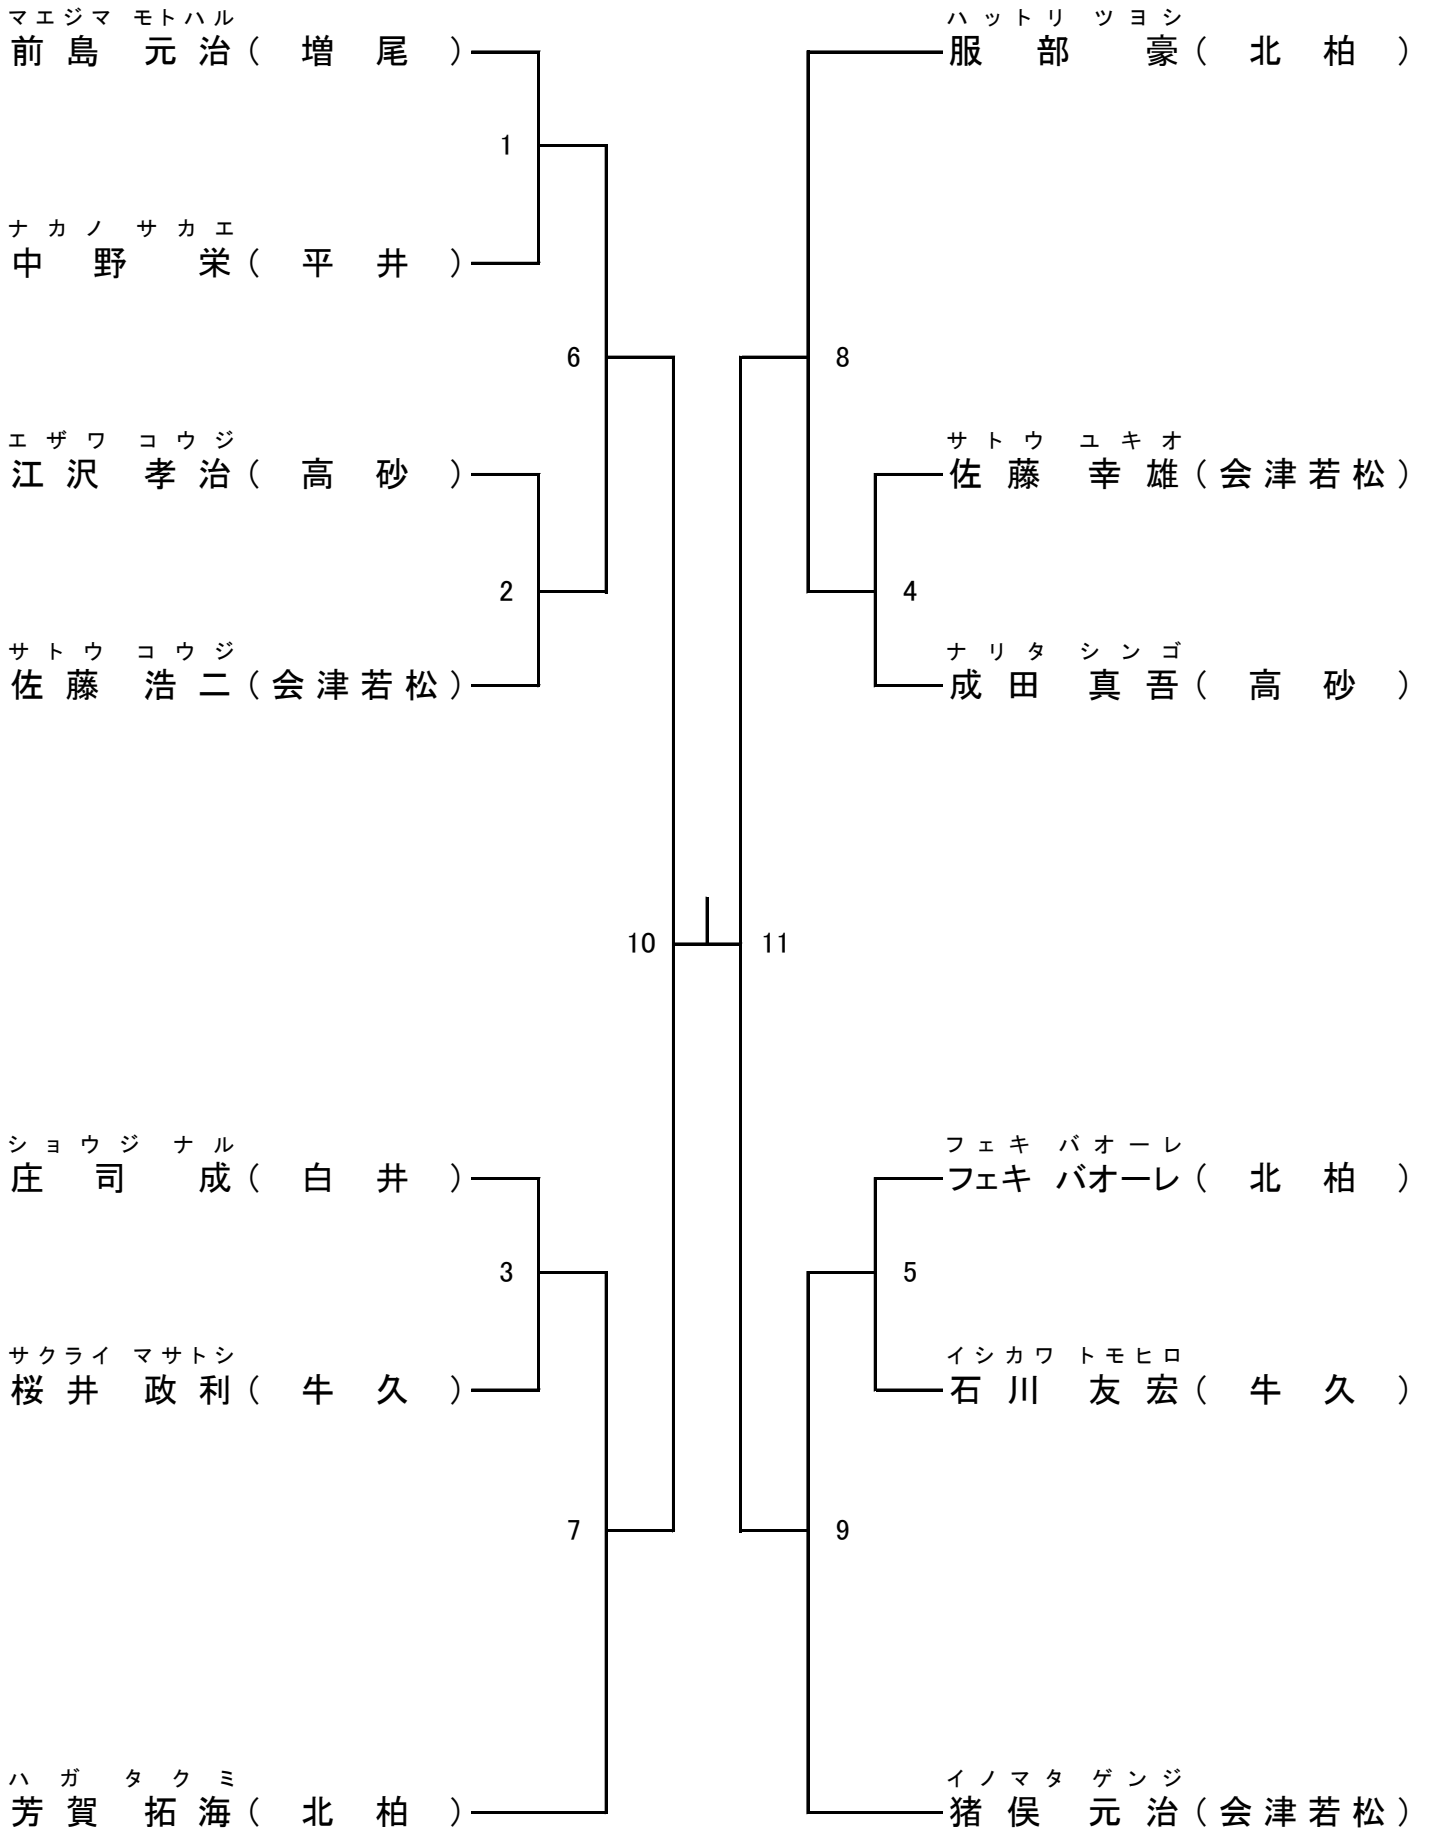 マエジマ モトハル
前島 元治(増尾)
1
ナカノ サカエ
中野 栄(平井)
6
エザワ コウジ
江沢 孝治(高砂)
2
サトウ コウジ
佐藤 浩二(会津若松)
10
ショウジ ナル
庄司 成(白井)
3
サクライ マサトシ
桜井 政利(牛久)
7
ハガ タクミ
芳賀 拓海(北柏)
ハットリ ツヨシ
服部 豪(北柏)
8
サトウ ユキオ
佐藤 幸雄(会津若松)
4
ナリタ シンゴ
成田 真吾(高砂)
11
フェキ バオーレ
フェキ バオーレ(北柏)
5
イシカワ トモヒロ
石川 友宏(牛久)
9
イノマタ ゲンジ
猪俣 元治(会津若松)